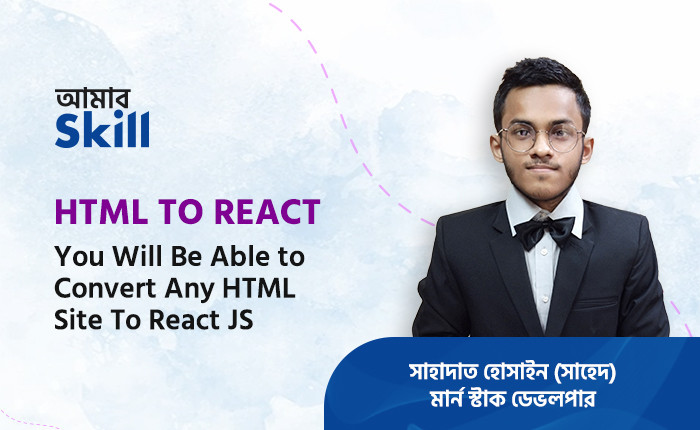 আমাব
Skill
HTML TO REACT
You Will Be Able to
Convert Any HTML
Site To React JS
সাহাদাত হোসাইন (সাহেদ)
মার্ন স্টাক ডেভলপার